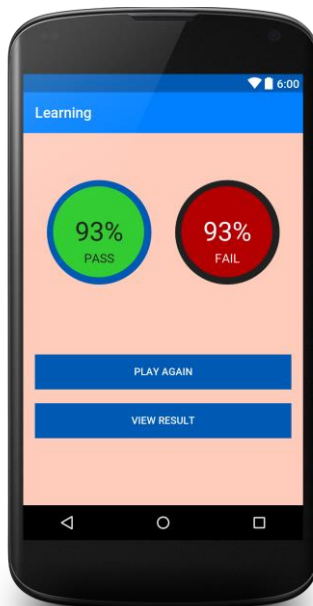 6:00
Learning
93% 93%
PASS FAIL
PLAY AGAIN
VIEW RESULT